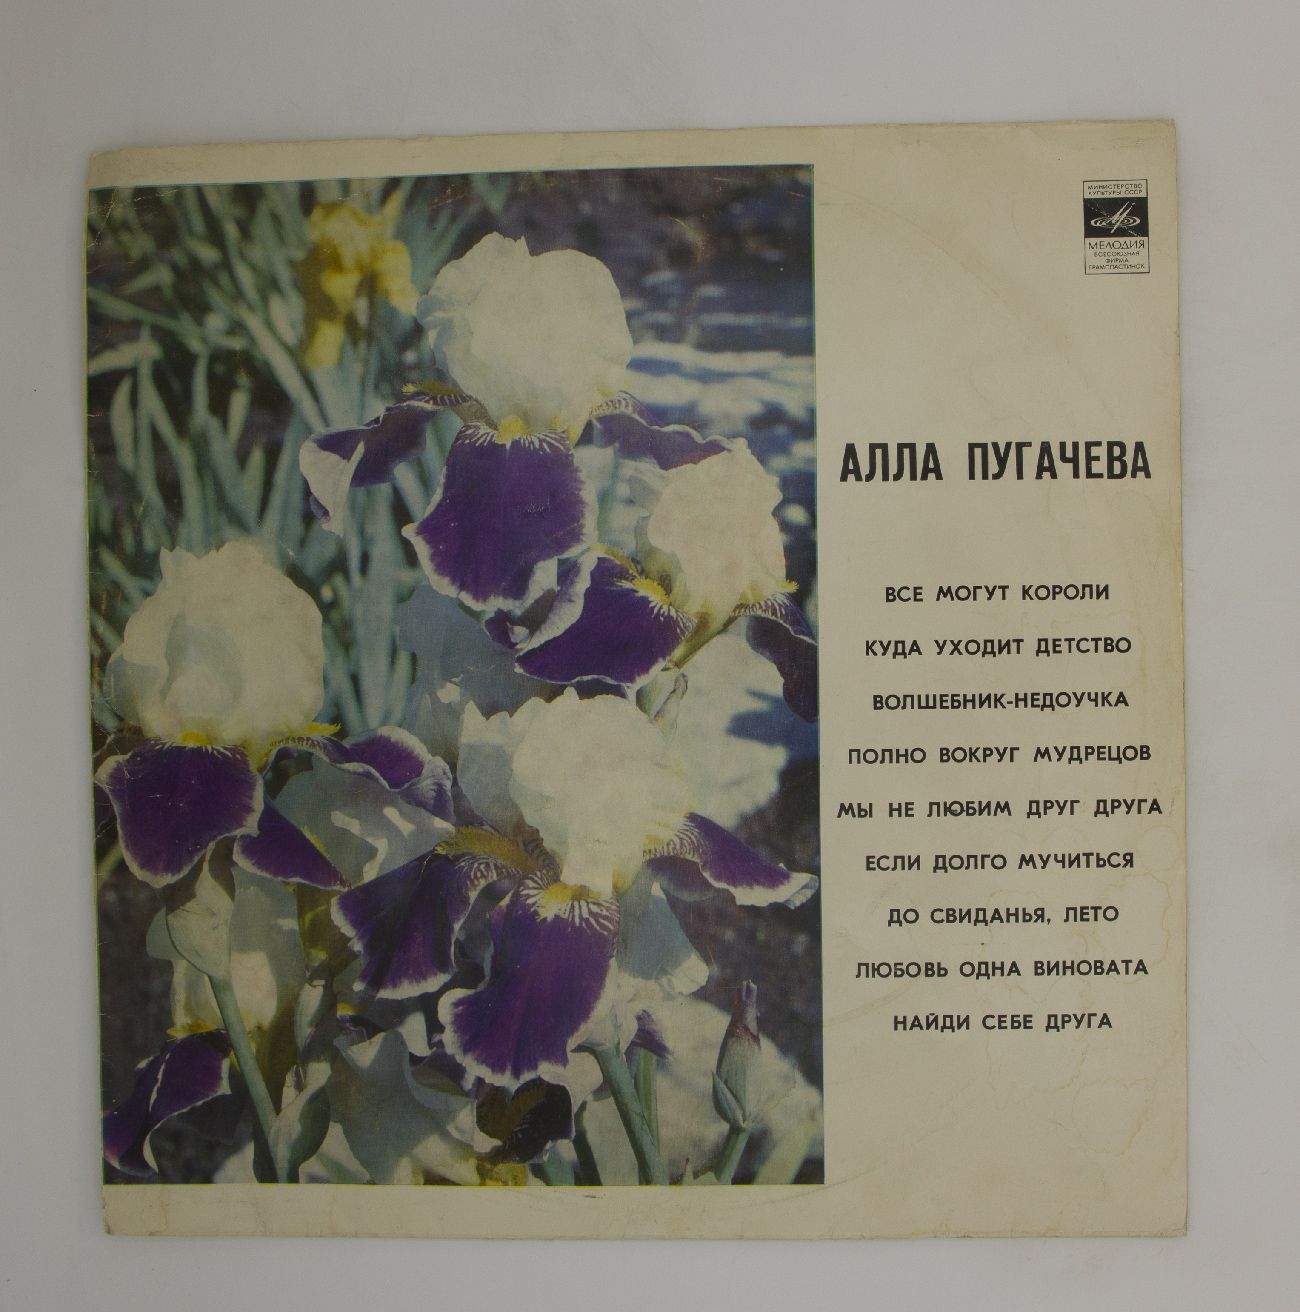 МИНИСТЕРСТВО
КУЛЬТУРЫ СССР
МЕЛОДИЯ
ВСЕСОЮЗНАЯ
ФИРМА
ГРАМПЛАСТИНОК
АЛЛА ПУГАЧЕВА
ВСЕ МОГУТ КОРОЛИ
КУДА УХОДИТ ДЕТСТВО
ВОЛШЕБНИК-НЕДОУЧКА
ПОЛНО ВОКРУГ МУДРЕЦОВ
МЫ НЕ ЛЮБИМ ДРУГ ДРУГА
ЕСЛИ ДОЛГО МУЧИТЬСЯ
ДО СВИДАНЬЯ, ЛЕТО
ЛЮБОВЬ ОДНА ВИНОВАТА
НАЙДИ СЕБЕ ДРУГА